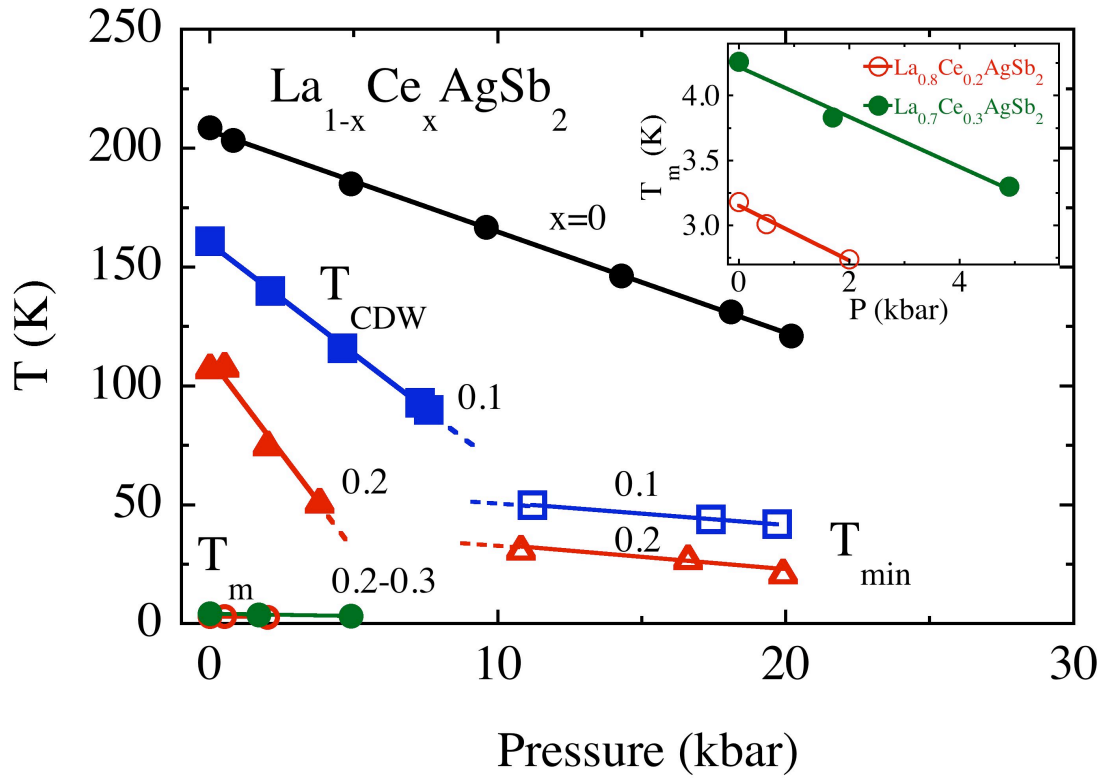 250
200
150
100
50
0
T (K)
La1-xCexAgSb2
x=0
TCDW
0.1
0.2
Tm
0.2-0.3
0.1
0.2
Tmin
0
10
20
30
Pressure (kbar)
La0.8Ce0.2AgSb2
La0.7Ce0.3AgSb2
4.0
3.5
3.0
Tm (K)
0
2
4
P (kbar)